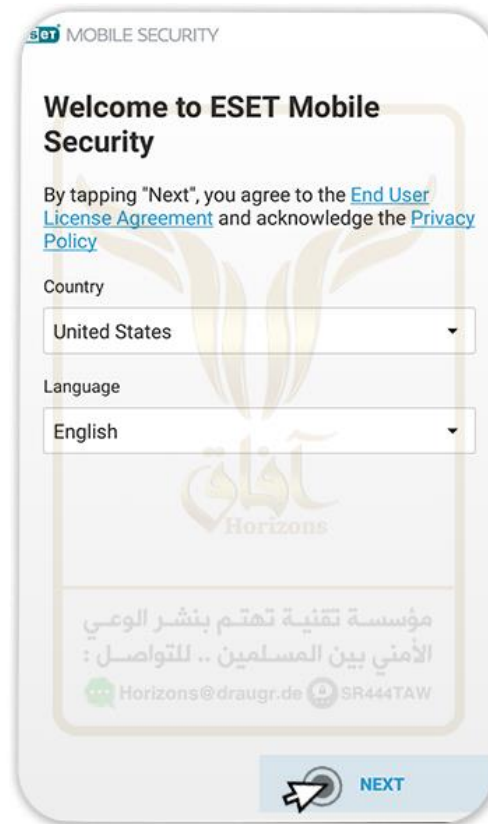 eseT MOBILE SECURITY
Welcome to ESET Mobile
Security
By tapping "Next", you agree to the End User
License Agreement and acknowledge the Privacy
Policy
Country
United States
Language
English
آفاق
Horizons
مؤسسة تقنية تهتم بنشر الوعي
الأمني بين المسلمين .. للتواصل :
Horizons@draugr.de SR444TAW
NEXT